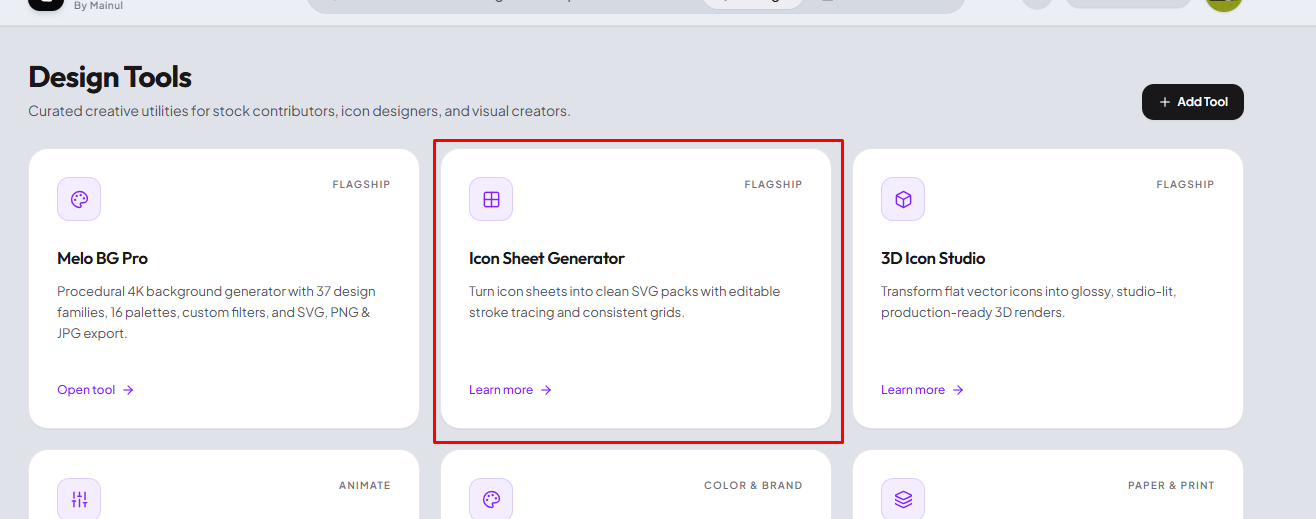 By Mainul
Design Tools
Curated creative utilities for stock contributors, icon designers, and visual creators.
+ Add Tool
FLAGSHIP
Melo BG Pro
Procedural 4K background generator with 37 design
families, 16 palettes, custom filters, and SVG, PNG &
JPG export.
Open tool →
FLAGSHIP
Icon Sheet Generator
Turn icon sheets into clean SVG packs with editable
stroke tracing and consistent grids.
Learn more →
FLAGSHIP
3D Icon Studio
Transform flat vector icons into glossy, studio-lit,
production-ready 3D renders.
Learn more →
ANIMATE
COLOR & BRAND
PAPER & PRINT